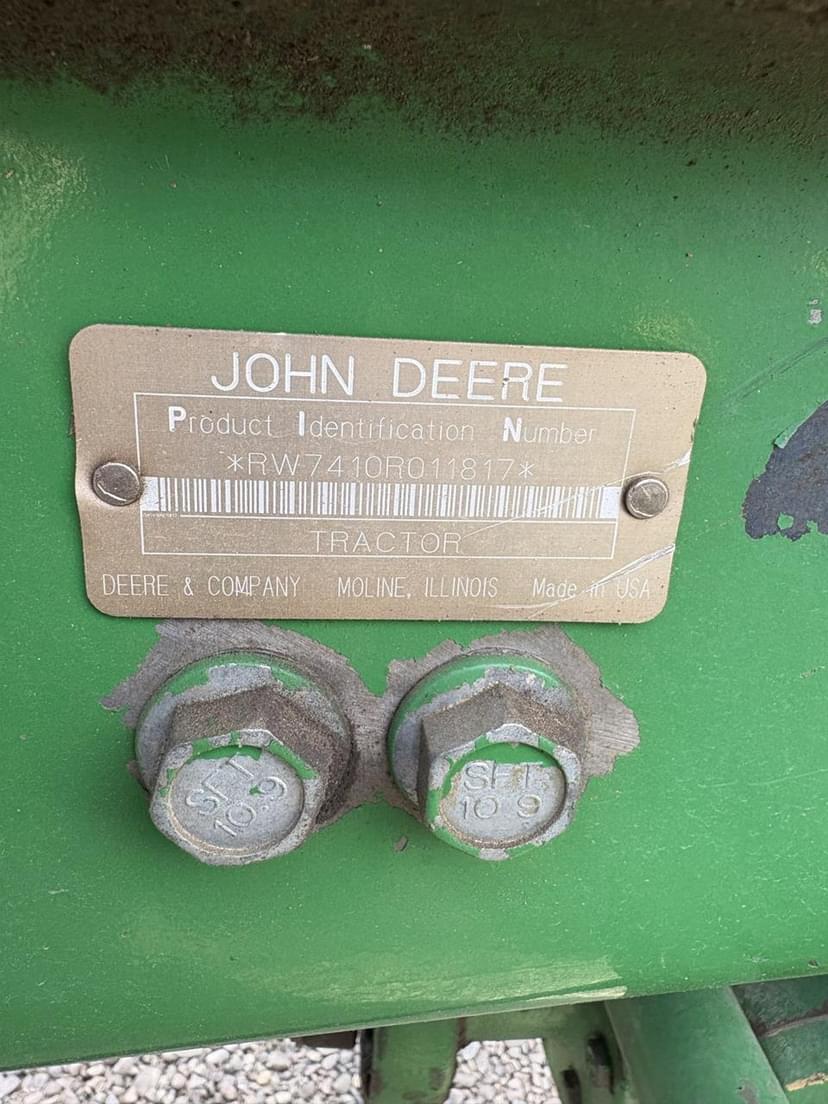 JOHN DEERE
Product Identification Number
*RW7410R011817*
TRACTOR
DEERE & COMPANY MOLINE, ILLINOIS Made in USA
SFT
10.9
SFT
10 9